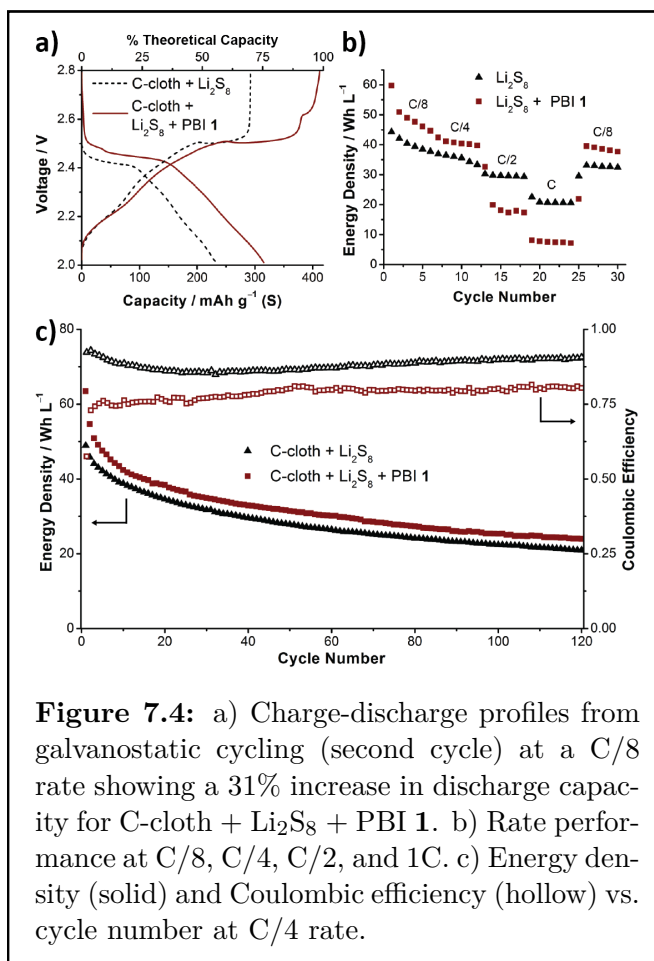 a)
% Theoretical Capacity
0 20 40 60 80 100
2.8
2.6
2.4
2.2
2.0
Voltage / V
C-cloth + Li₂S₈
C-cloth +
Li₂S₈ + PBI 1
0 100 200 300 400
Capacity / mAh g⁻¹ (S)
b)
60
50
40
30
20
10
0
Energy Density / Wh L⁻¹
Li₂S₈
Li₂S₈ + PBI 1
C/8
C/4
C/2
C
C/8
0 5 10 15 20 25 30
Cycle Number
c)
80
60
40
20
0
Energy Density / Wh L⁻¹
1.00
0.75
0.50
0.25
0.00
Coulombic Efficiency
C-cloth + Li₂S₈
C-cloth + Li₂S₈ + PBI 1
0 20 40 60 80 100 120
Cycle Number
Figure 7.4: a) Charge-discharge profiles from
galvanostatic cycling (second cycle) at a C/8
rate showing a 31% increase in discharge capac-
ity for C-cloth + Li₂S₈ + PBI 1. b) Rate perfor-
mance at C/8, C/4, C/2, and 1C. c) Energy den-
sity (solid) and Coulombic efficiency (hollow) vs.
cycle number at C/4 rate.